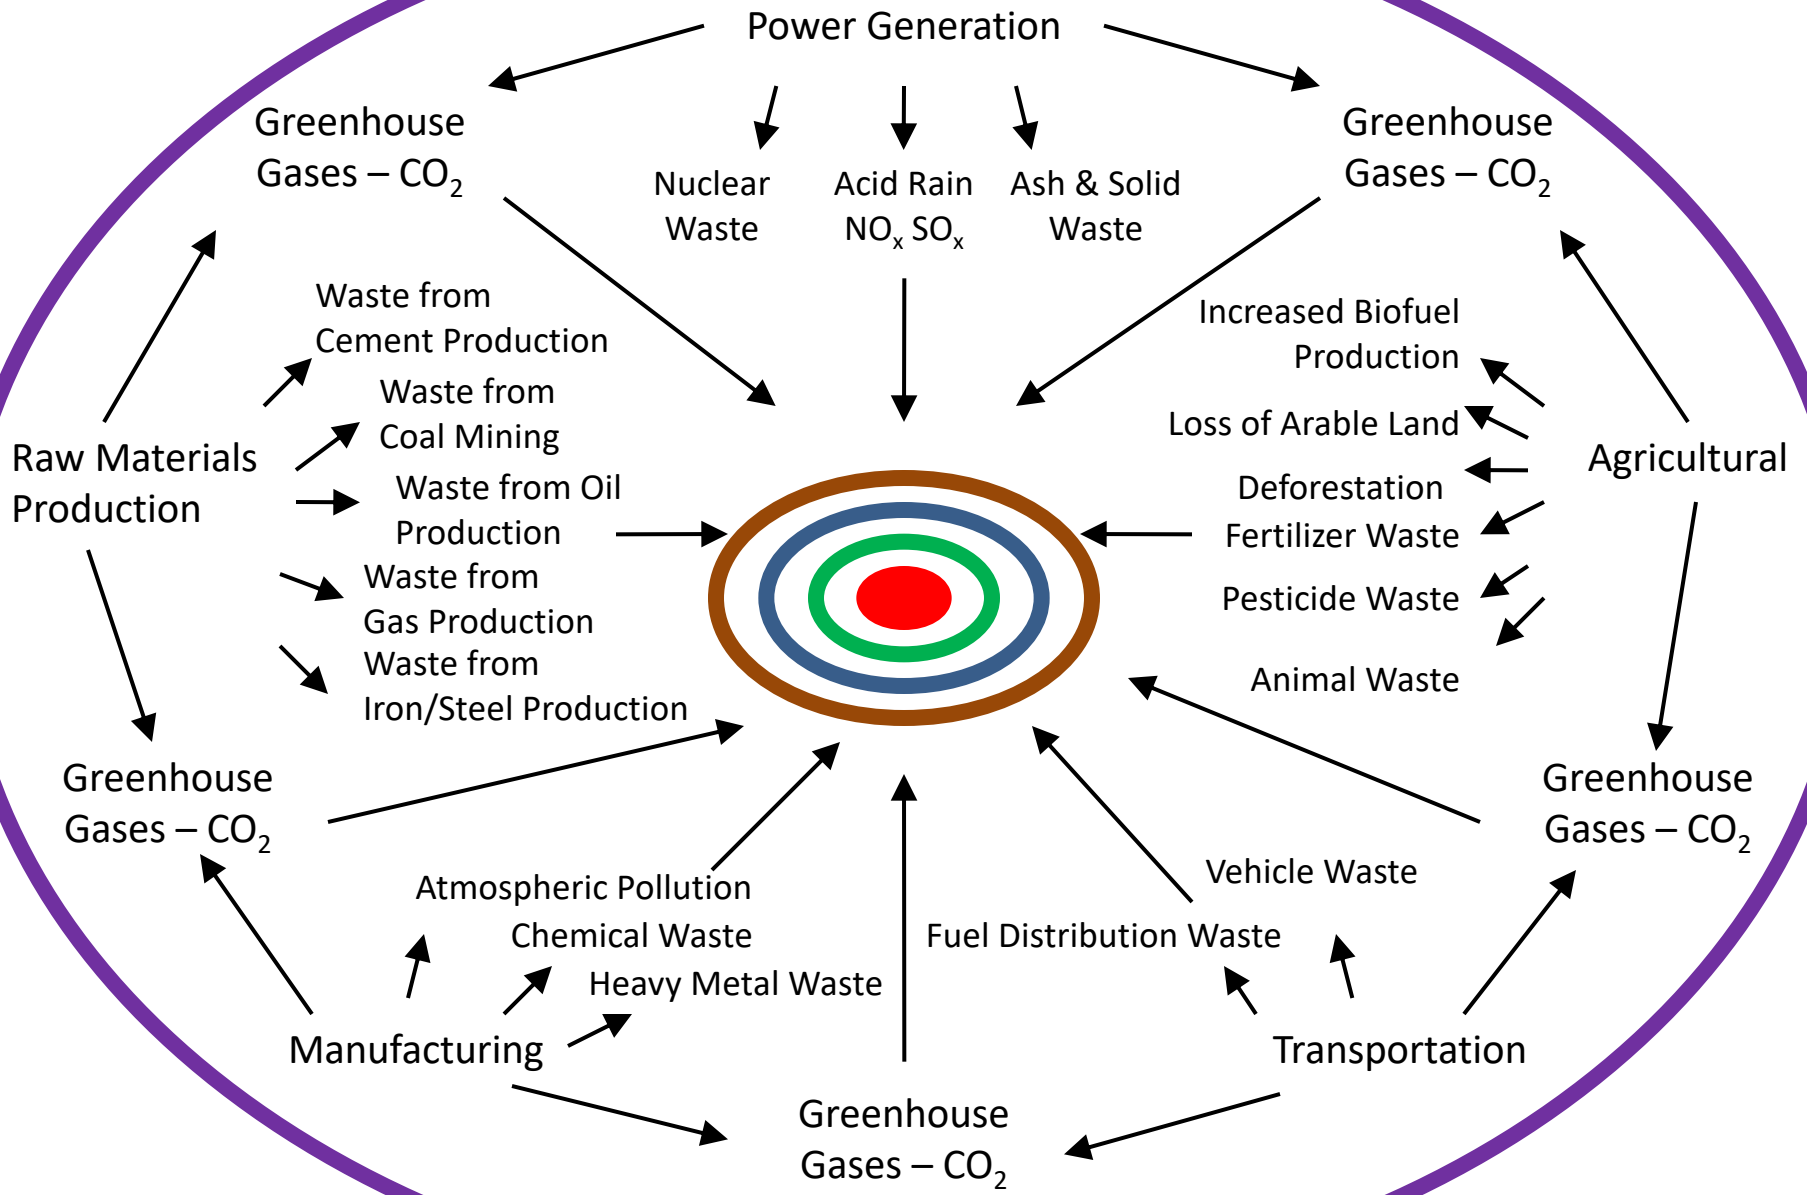 Power Generation
Greenhouse
Gases – CO₂
Greenhouse
Gases – CO₂
Nuclear
Waste
Acid Rain
NOₓ SOₓ
Ash & Solid
Waste
Waste from
Cement Production
Waste from
Coal Mining
Raw Materials
Production
Waste from Oil
Production
Waste from
Gas Production
Waste from
Iron/Steel Production
Increased Biofuel
Production
Loss of Arable Land
Agricultural
Deforestation
Fertilizer Waste
Pesticide Waste
Animal Waste
Greenhouse
Gases – CO₂
Greenhouse
Gases – CO₂
Atmospheric Pollution
Chemical Waste
Heavy Metal Waste
Manufacturing
Vehicle Waste
Fuel Distribution Waste
Transportation
Greenhouse
Gases – CO₂